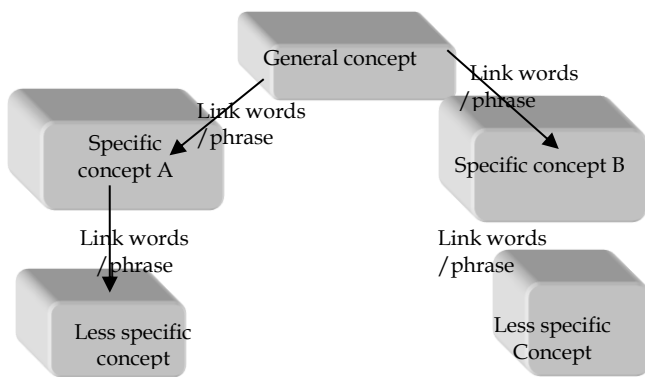 General concept
Link words
/phrase
Link words
/phrase
Specific
concept A
Specific concept B
Link words
/phrase
Link words
/phrase
Less specific
concept
Less specific
Concept